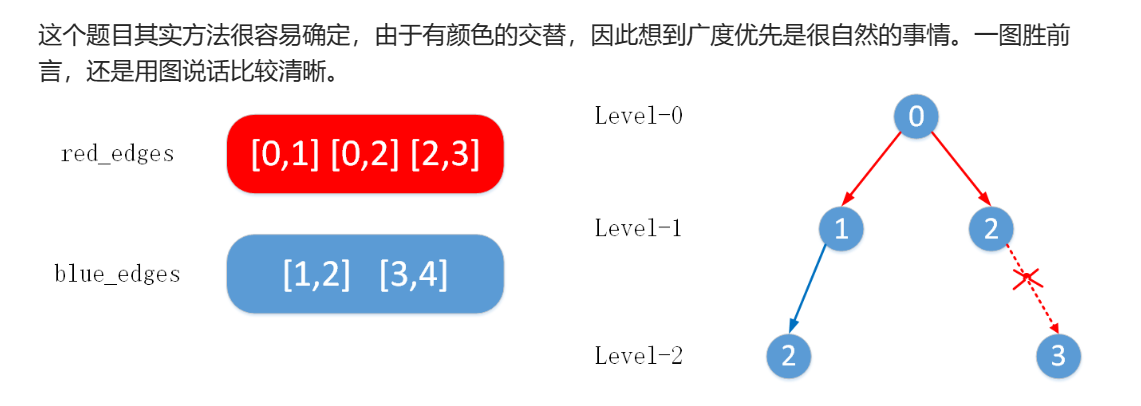 这个题目其实方法很容易确定，由于有颜色的交替，因此想到广度优先是很自然的事情。一图胜前
言，还是用图说话比较清晰。
red_edges
[0,1] [0,2] [2,3]
blue_edges
[1,2] [3,4]
Level-0
0
Level-1
1
2
Level-2
2
3